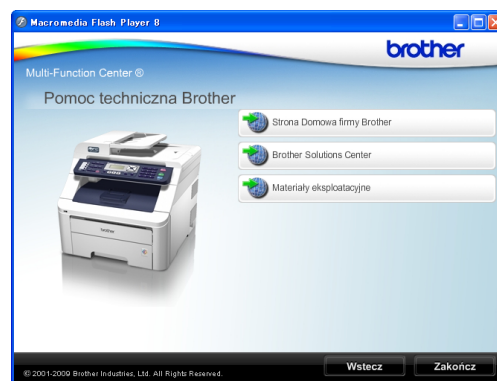 Macromedia Flash Player 8
brother
Multi-Function Center ®
Pomoc techniczna Brother
Strona Domowa firmy Brother
Brother Solutions Center
Materiały eksploatacyjne
brother
Wstecz
Zakończ
© 2001-2009 Brother Industries, Ltd. All Rights Reserved.